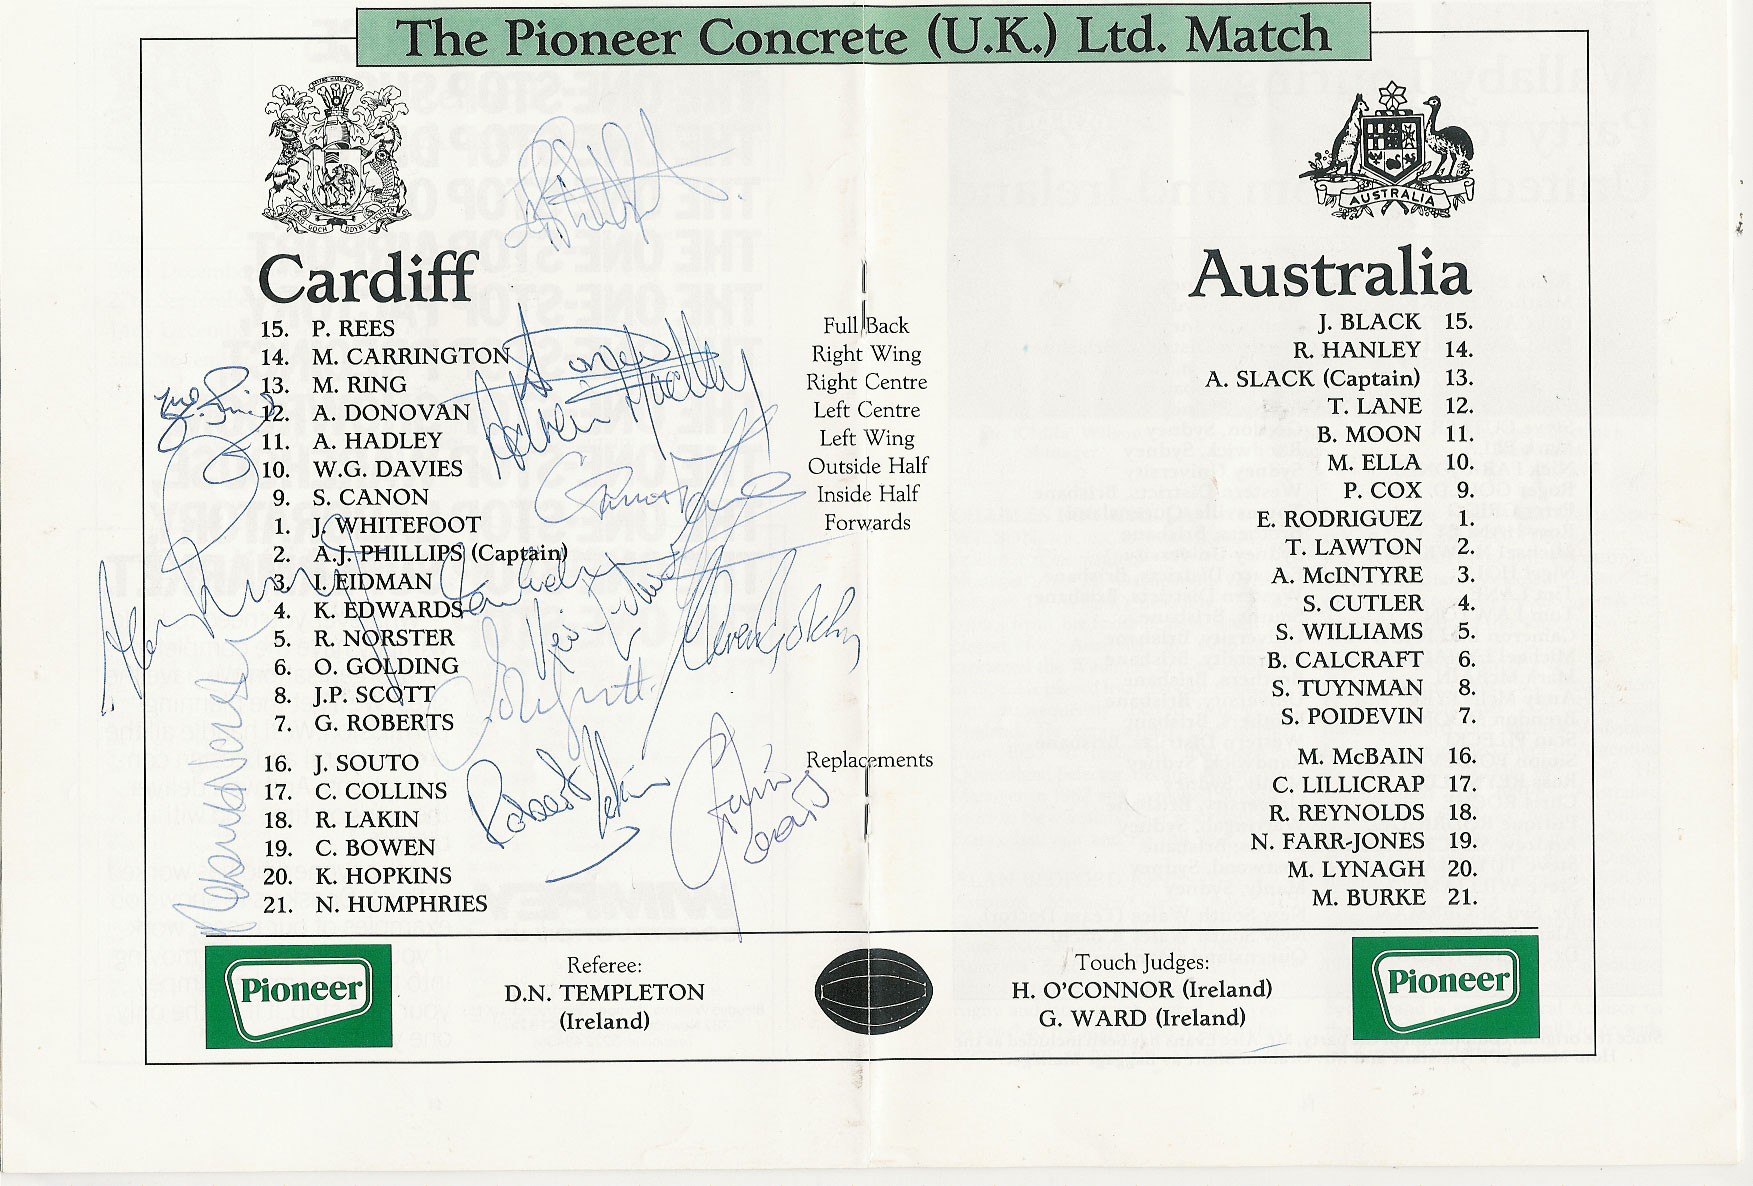 The Pioneer Concrete (U.K.) Ltd. Match
AUSTRALIA
Cardiff
Australia
15. P. REES Full Back J. BLACK 15.
14. M. CARRINGTON Right Wing R. HANLEY 14.
13. M. RING Right Centre A. SLACK (Captain) 13.
12. A. DONOVAN Left Centre T. LANE 12.
11. A. HADLEY Left Wing B. MOON 11.
10. W.G. DAVIES Outside Half M. ELLA 10.
9. S. CANON Inside Half P. COX 9.
1. J. WHITEFOOT Forwards E. RODRIGUEZ 1.
2. A.J. PHILLIPS (Captain) T. LAWTON 2.
3. I. EIDMAN A. McINTYRE 3.
4. K. EDWARDS S. CUTLER 4.
5. R. NORSTER S. WILLIAMS 5.
6. O. GOLDING B. CALCRAFT 6.
8. J.P. SCOTT S. TUYNMAN 8.
7. G. ROBERTS S. POIDEVIN 7.
16. J. SOUTO Replacements M. McBAIN 16.
17. C. COLLINS C. LILLICRAP 17.
18. R. LAKIN R. REYNOLDS 18.
19. C. BOWEN N. FARR-JONES 19.
20. K. HOPKINS M. LYNAGH 20.
21. N. HUMPHRIES M. BURKE 21.
Pioneer
Referee:
D.N. TEMPLETON
(Ireland)
Touch Judges:
H. O'CONNOR (Ireland)
G. WARD (Ireland)
Pioneer